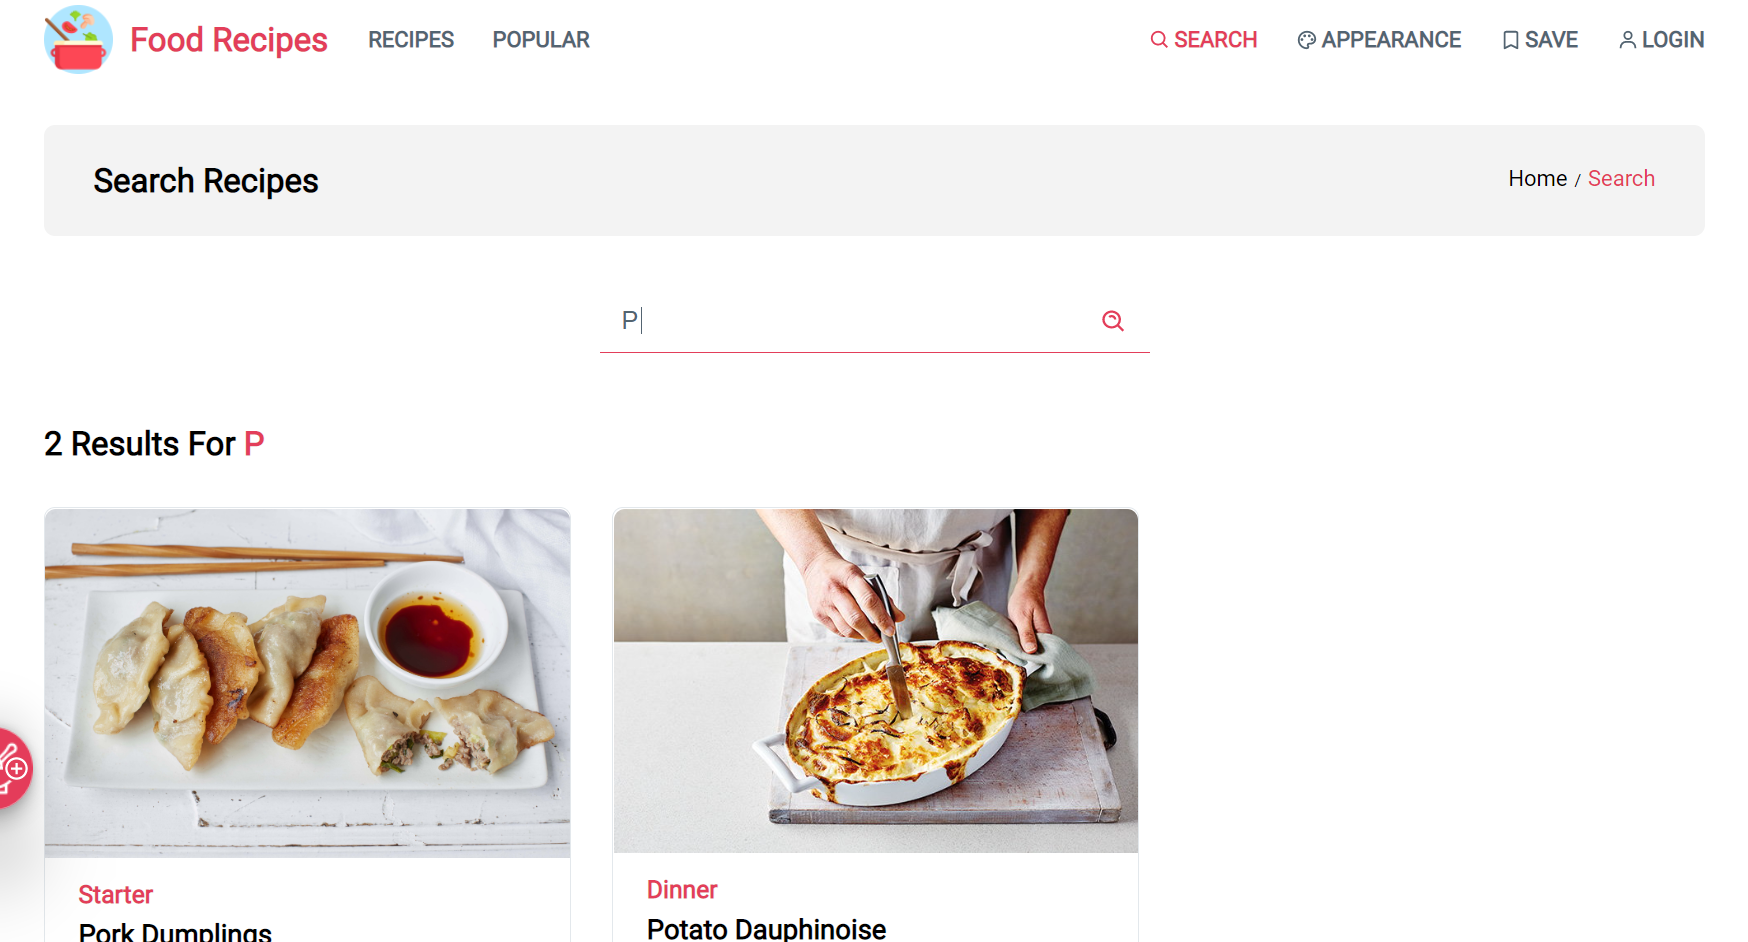 Food Recipes
RECIPES
POPULAR
SEARCH
APPEARANCE
SAVE
LOGIN
Search Recipes
Home / Search
P
2 Results For P
Starter
Pork Dumplings
Dinner
Potato Dauphinoise